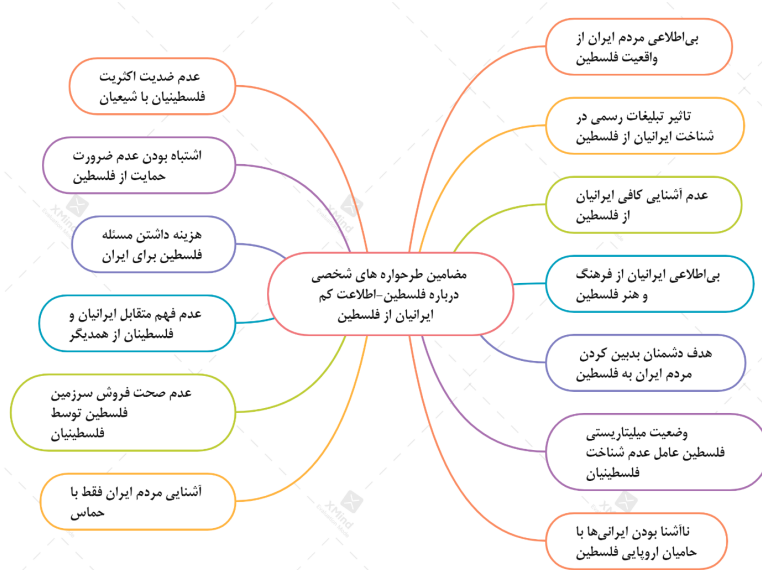 مضامین طرحواره های شخصی
درباره فلسطین-اطلاعت کم
ایرانیان از فلسطین
بی‌اطلاعی مردم ایران از
واقعیت فلسطین
تاثیر تبلیغات رسمی در
شناخت ایرانیان از فلسطین
عدم آشنایی کافی ایرانیان
از فلسطین
بی‌اطلاعی ایرانیان از فرهنگ
و هنر فلسطین
هدف دشمنان بدبین کردن
مردم ایران به فلسطین
وضعیت میلیتاریستی
فلسطین عامل عدم شناخت
فلسطینیان
ناآشنا بودن ایرانی‌ها با
حامیان اروپایی فلسطین
عدم ضدیت اکثریت
فلسطینیان با شیعیان
اشتباه بودن عدم ضرورت
حمایت از فلسطین
هزینه داشتن مسئله
فلسطین برای ایران
عدم فهم متقابل ایرانیان و
فلسطینان از همدیگر
عدم صحت فروش سرزمین
فلسطین توسط
فلسطینیان
آشنایی مردم ایران فقط با
حماس
XMind
XMind
XMind
XMind